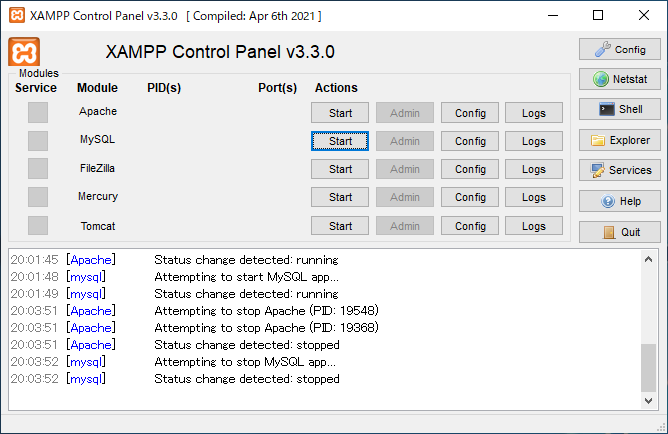 XAMPP Control Panel v3.3.0 [ Compiled: Apr 6th 2021 ]
XAMPP Control Panel v3.3.0
Config
Modules
Service Module PID(s) Port(s) Actions
Netstat
Apache Start Admin Config Logs
Shell
MySQL Start Admin Config Logs
Explorer
FileZilla Start Admin Config Logs
Services
Mercury Start Admin Config Logs
Help
Tomcat Start Admin Config Logs
Quit
20:01:45 [Apache] Status change detected: running
20:01:48 [mysql] Attempting to start MySQL app...
20:01:49 [mysql] Status change detected: running
20:03:51 [Apache] Attempting to stop Apache (PID: 19548)
20:03:51 [Apache] Attempting to stop Apache (PID: 19368)
20:03:51 [Apache] Status change detected: stopped
20:03:52 [mysql] Attempting to stop MySQL app...
20:03:52 [mysql] Status change detected: stopped